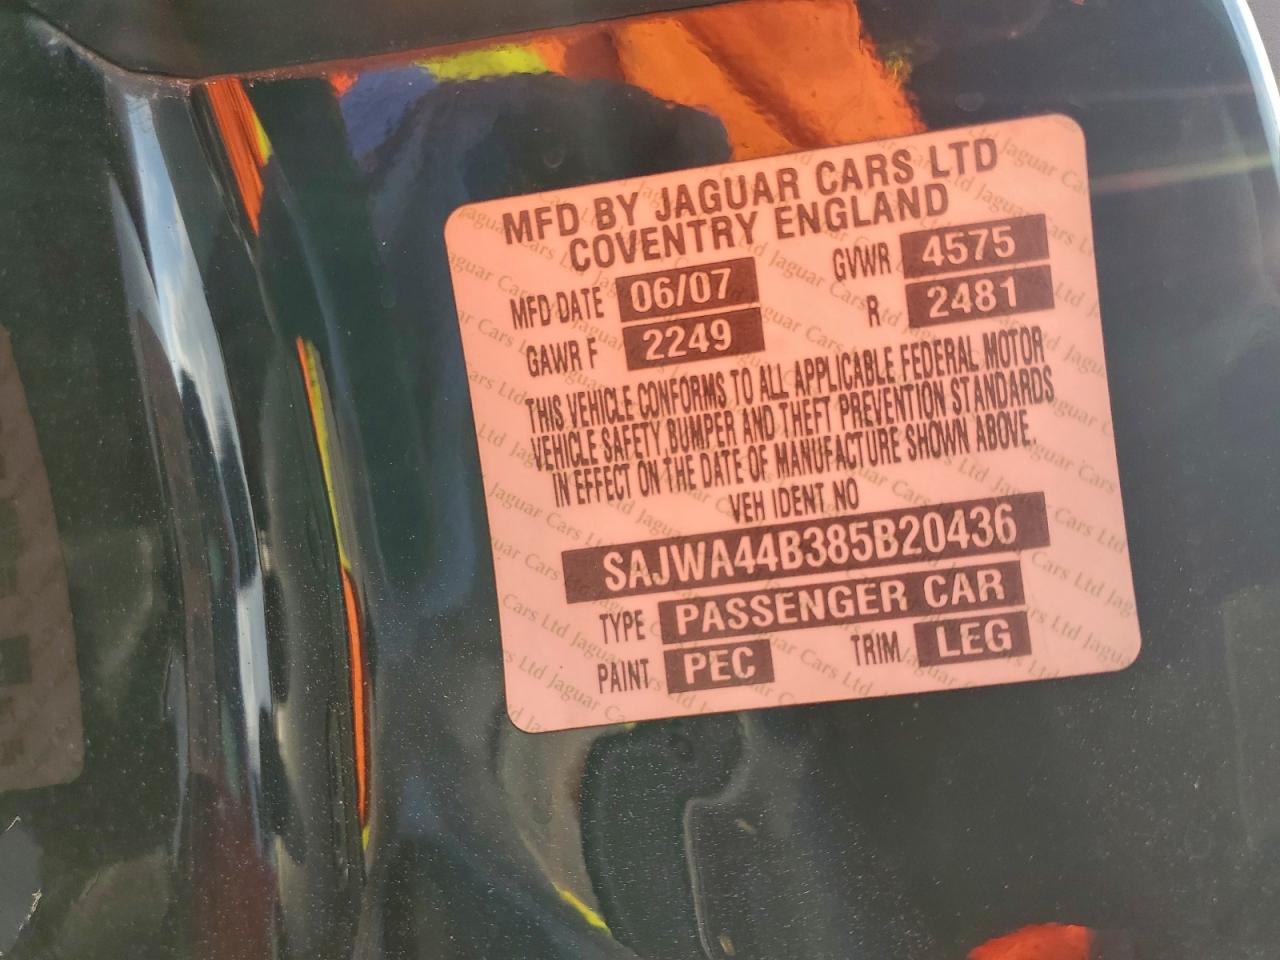 MFD BY JAGUAR CARS LTD
COVENTRY ENGLAND
MFD DATE 06/07 GVWR 4575
GAWR F 2249 R 2481
THIS VEHICLE CONFORMS TO ALL APPLICABLE FEDERAL MOTOR
VEHICLE SAFETY,BUMPER AND THEFT PREVENTION STANDARDS
IN EFFECT ON THE DATE OF MANUFACTURE SHOWN ABOVE.
VEH IDENT NO
SAJWA44B385B20436
TYPE PASSENGER CAR
PAINT PEC TRIM LEG